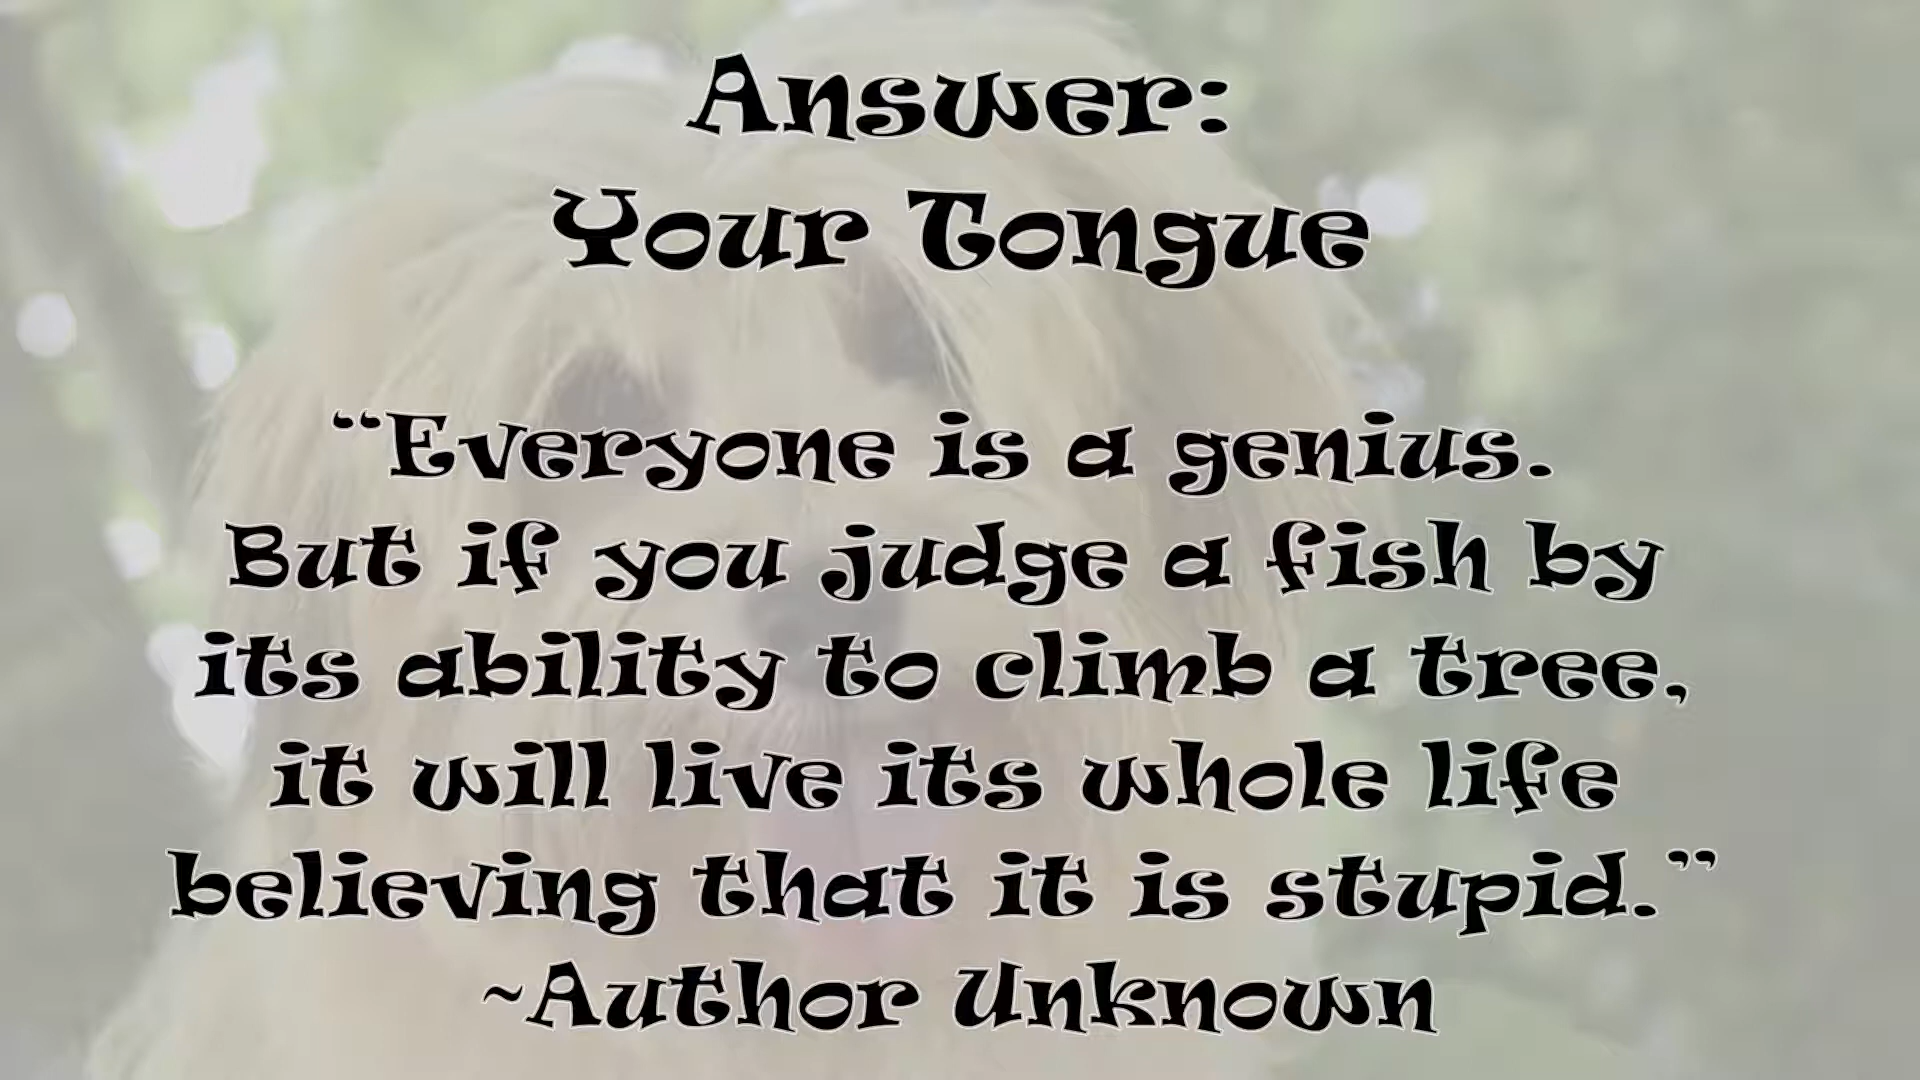 Answer:
Your Tongue
“Everyone is a genius.
But if you judge a fish by
its ability to climb a tree,
it will live its whole life
believing that it is stupid.”
~Author Unknown